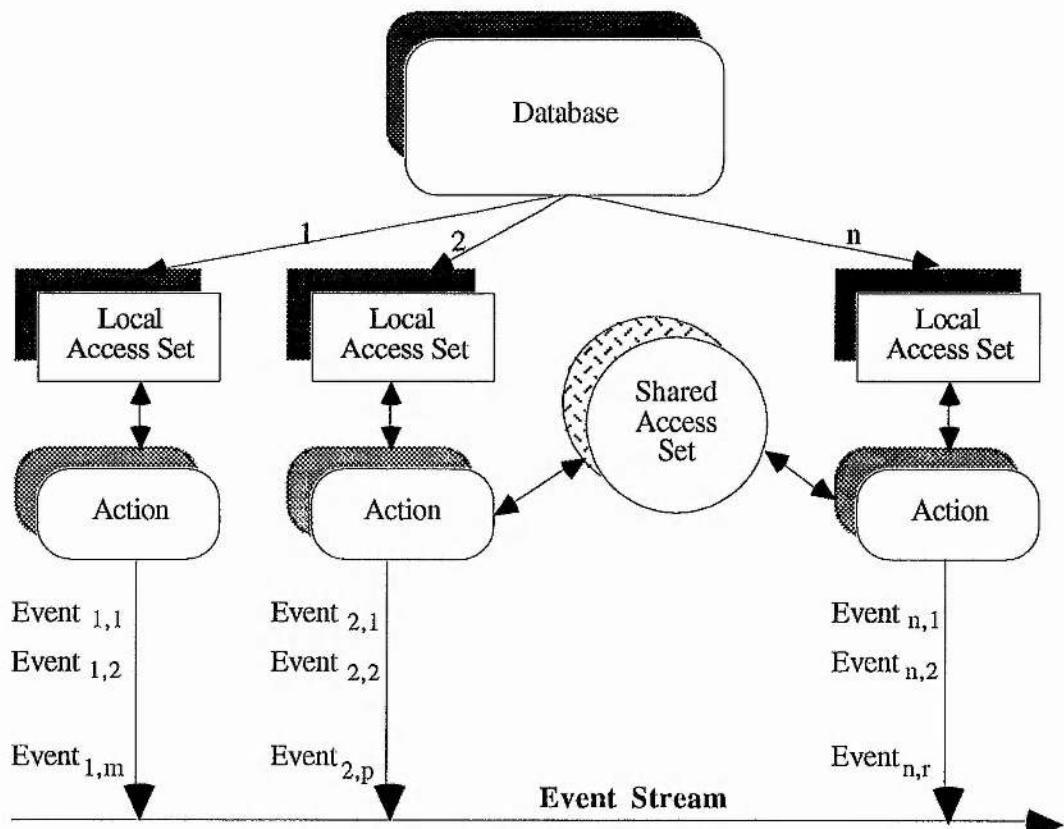 Database
1
2
n
Local
Access Set
Local
Access Set
Local
Access Set
Shared
Access
Set
Action
Action
Action
Event 1,1
Event 2,1
Event n,1
Event 1,2
Event 2,2
Event n,2
Event 1,m
Event 2,p
Event n,r
Event Stream